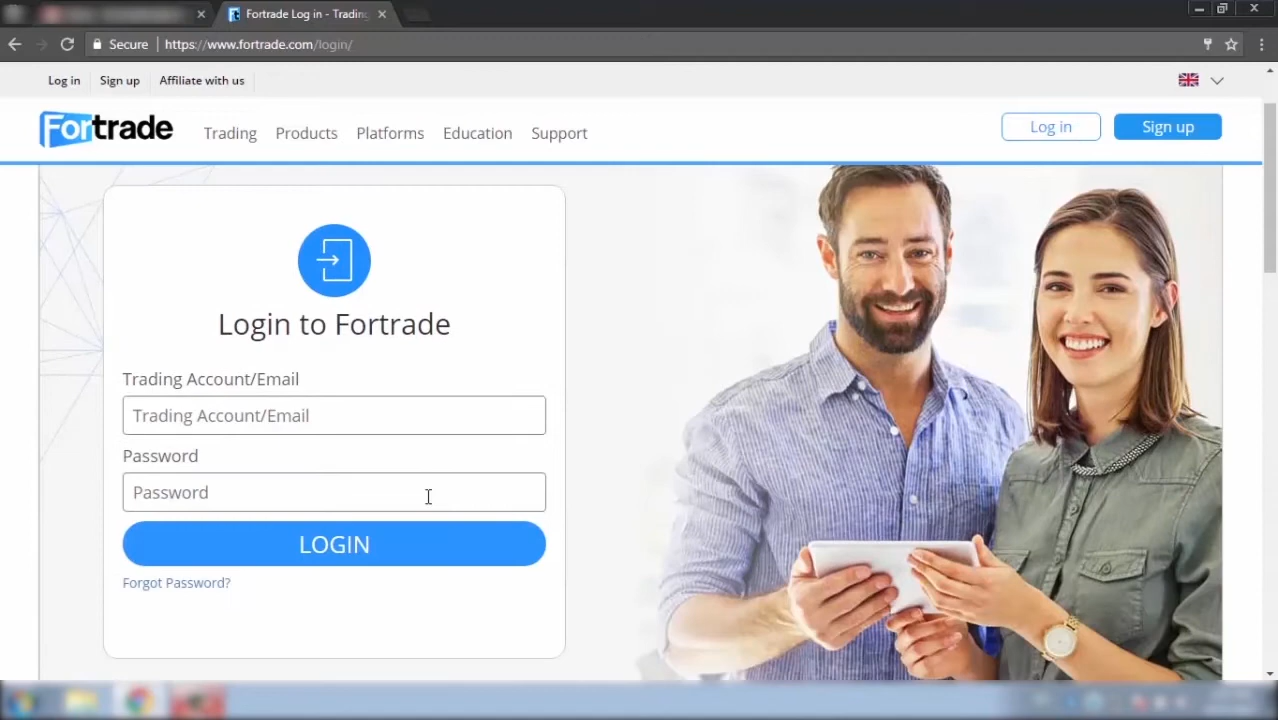 Fortrade Log in - Trading
Secure https://www.fortrade.com/login/
Log in Sign up Affiliate with us
Fortrade Trading Products Platforms Education Support Log in Sign up
Login to Fortrade
Trading Account/Email
Trading Account/Email
Password
Password
LOGIN
Forgot Password?